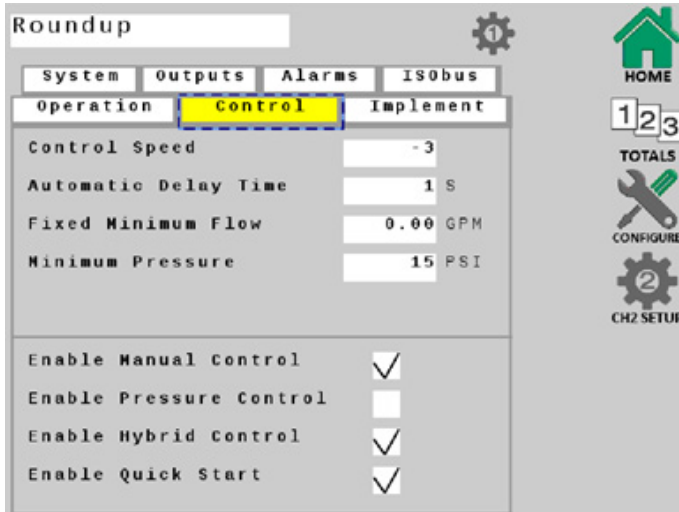 Roundup
1
HOME
System Outputs Alarms ISObus
Operation Control Implement
123
TOTALS
Control Speed -3
Automatic Delay Time 1 S
Fixed Minimum Flow 0.00 GPM
Minimum Pressure 15 PSI
CONFIGURE
2
CH2 SETUP
Enable Manual Control
Enable Pressure Control
Enable Hybrid Control
Enable Quick Start